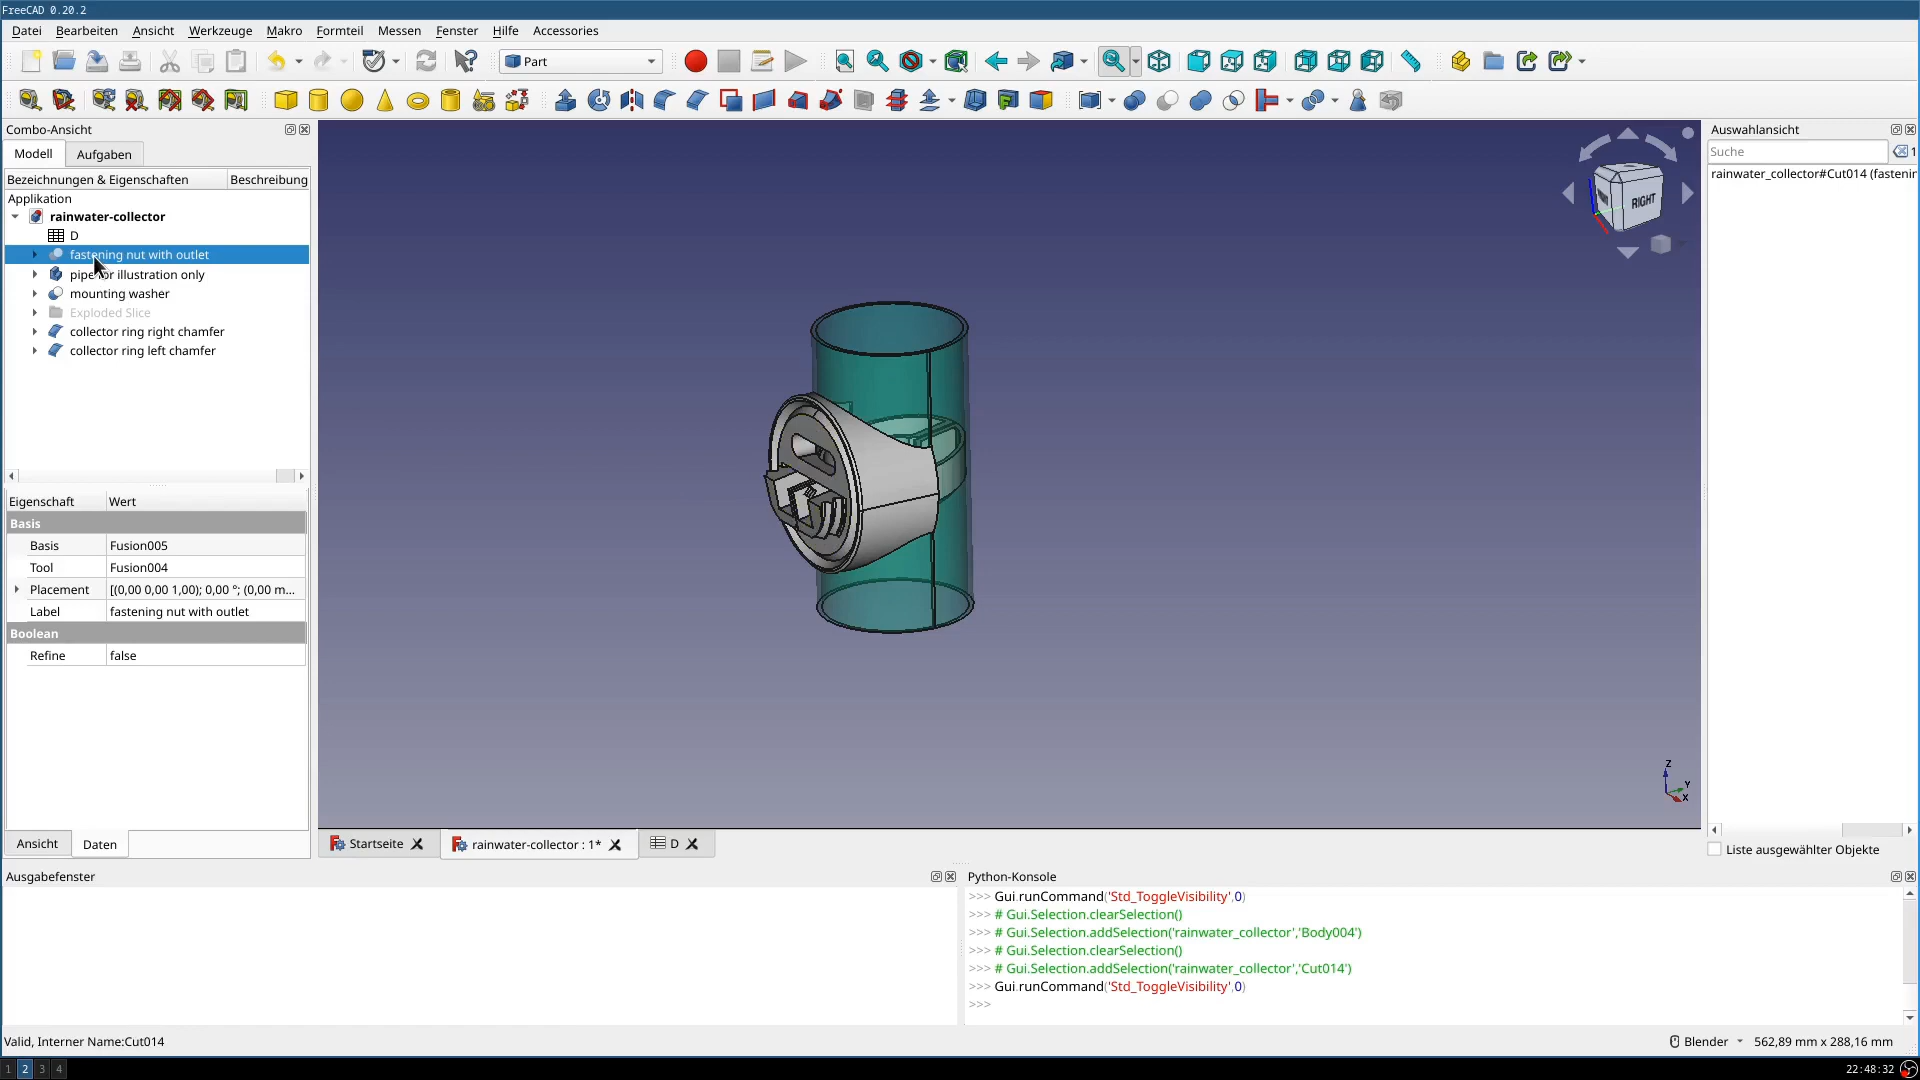 FreeCAD 0.20.2
Datei Bearbeiten Ansicht Werkzeuge Makro Formteil Messen Fenster Hilfe Accessories
Part
Combo-Ansicht
Modell Aufgaben
Bezeichnungen & Eigenschaften Beschreibung
Applikation
rainwater-collector
D
fastening nut with outlet
pipe for illustration only
mounting washer
Exploded Slice
collector ring right chamfer
collector ring left chamfer
Eigenschaft Wert
Basis
Basis Fusion005
Tool Fusion004
Placement [(0,00 0,00 1,00); 0,00 °; (0,00 m...
Label fastening nut with outlet
Boolean
Refine false
Ansicht Daten
RIGHT
Z
Y
X
Startseite rainwater-collector : 1* D
Auswahlansicht
Suche 1
rainwater_collector#Cut014 (fastenin
Liste ausgewählter Objekte
Ausgabefenster
Python-Konsole
>>> Gui.runCommand('Std_ToggleVisibility',0)
>>> # Gui.Selection.clearSelection()
>>> # Gui.Selection.addSelection('rainwater_collector','Body004')
>>> # Gui.Selection.clearSelection()
>>> # Gui.Selection.addSelection('rainwater_collector','Cut014')
>>> Gui.runCommand('Std_ToggleVisibility',0)
>>>
Valid, Interner Name:Cut014
Blender 562,89 mm x 288,16 mm
1 2 3 4 22:48:32